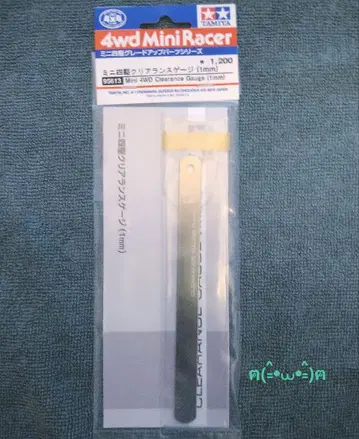 TAMIYA
4wd Mini Racer
ミニ四駆グレードアップパーツシリーズ
ミニ四駆クリアランスゲージ(1mm)
¥ 1,200
95613 Mini 4WD Clearance Gauge (1mm)
ミニ四駆クリアランスゲージ(1mm)
ฅ(ﾐ•ω•ﾐ)ฅ